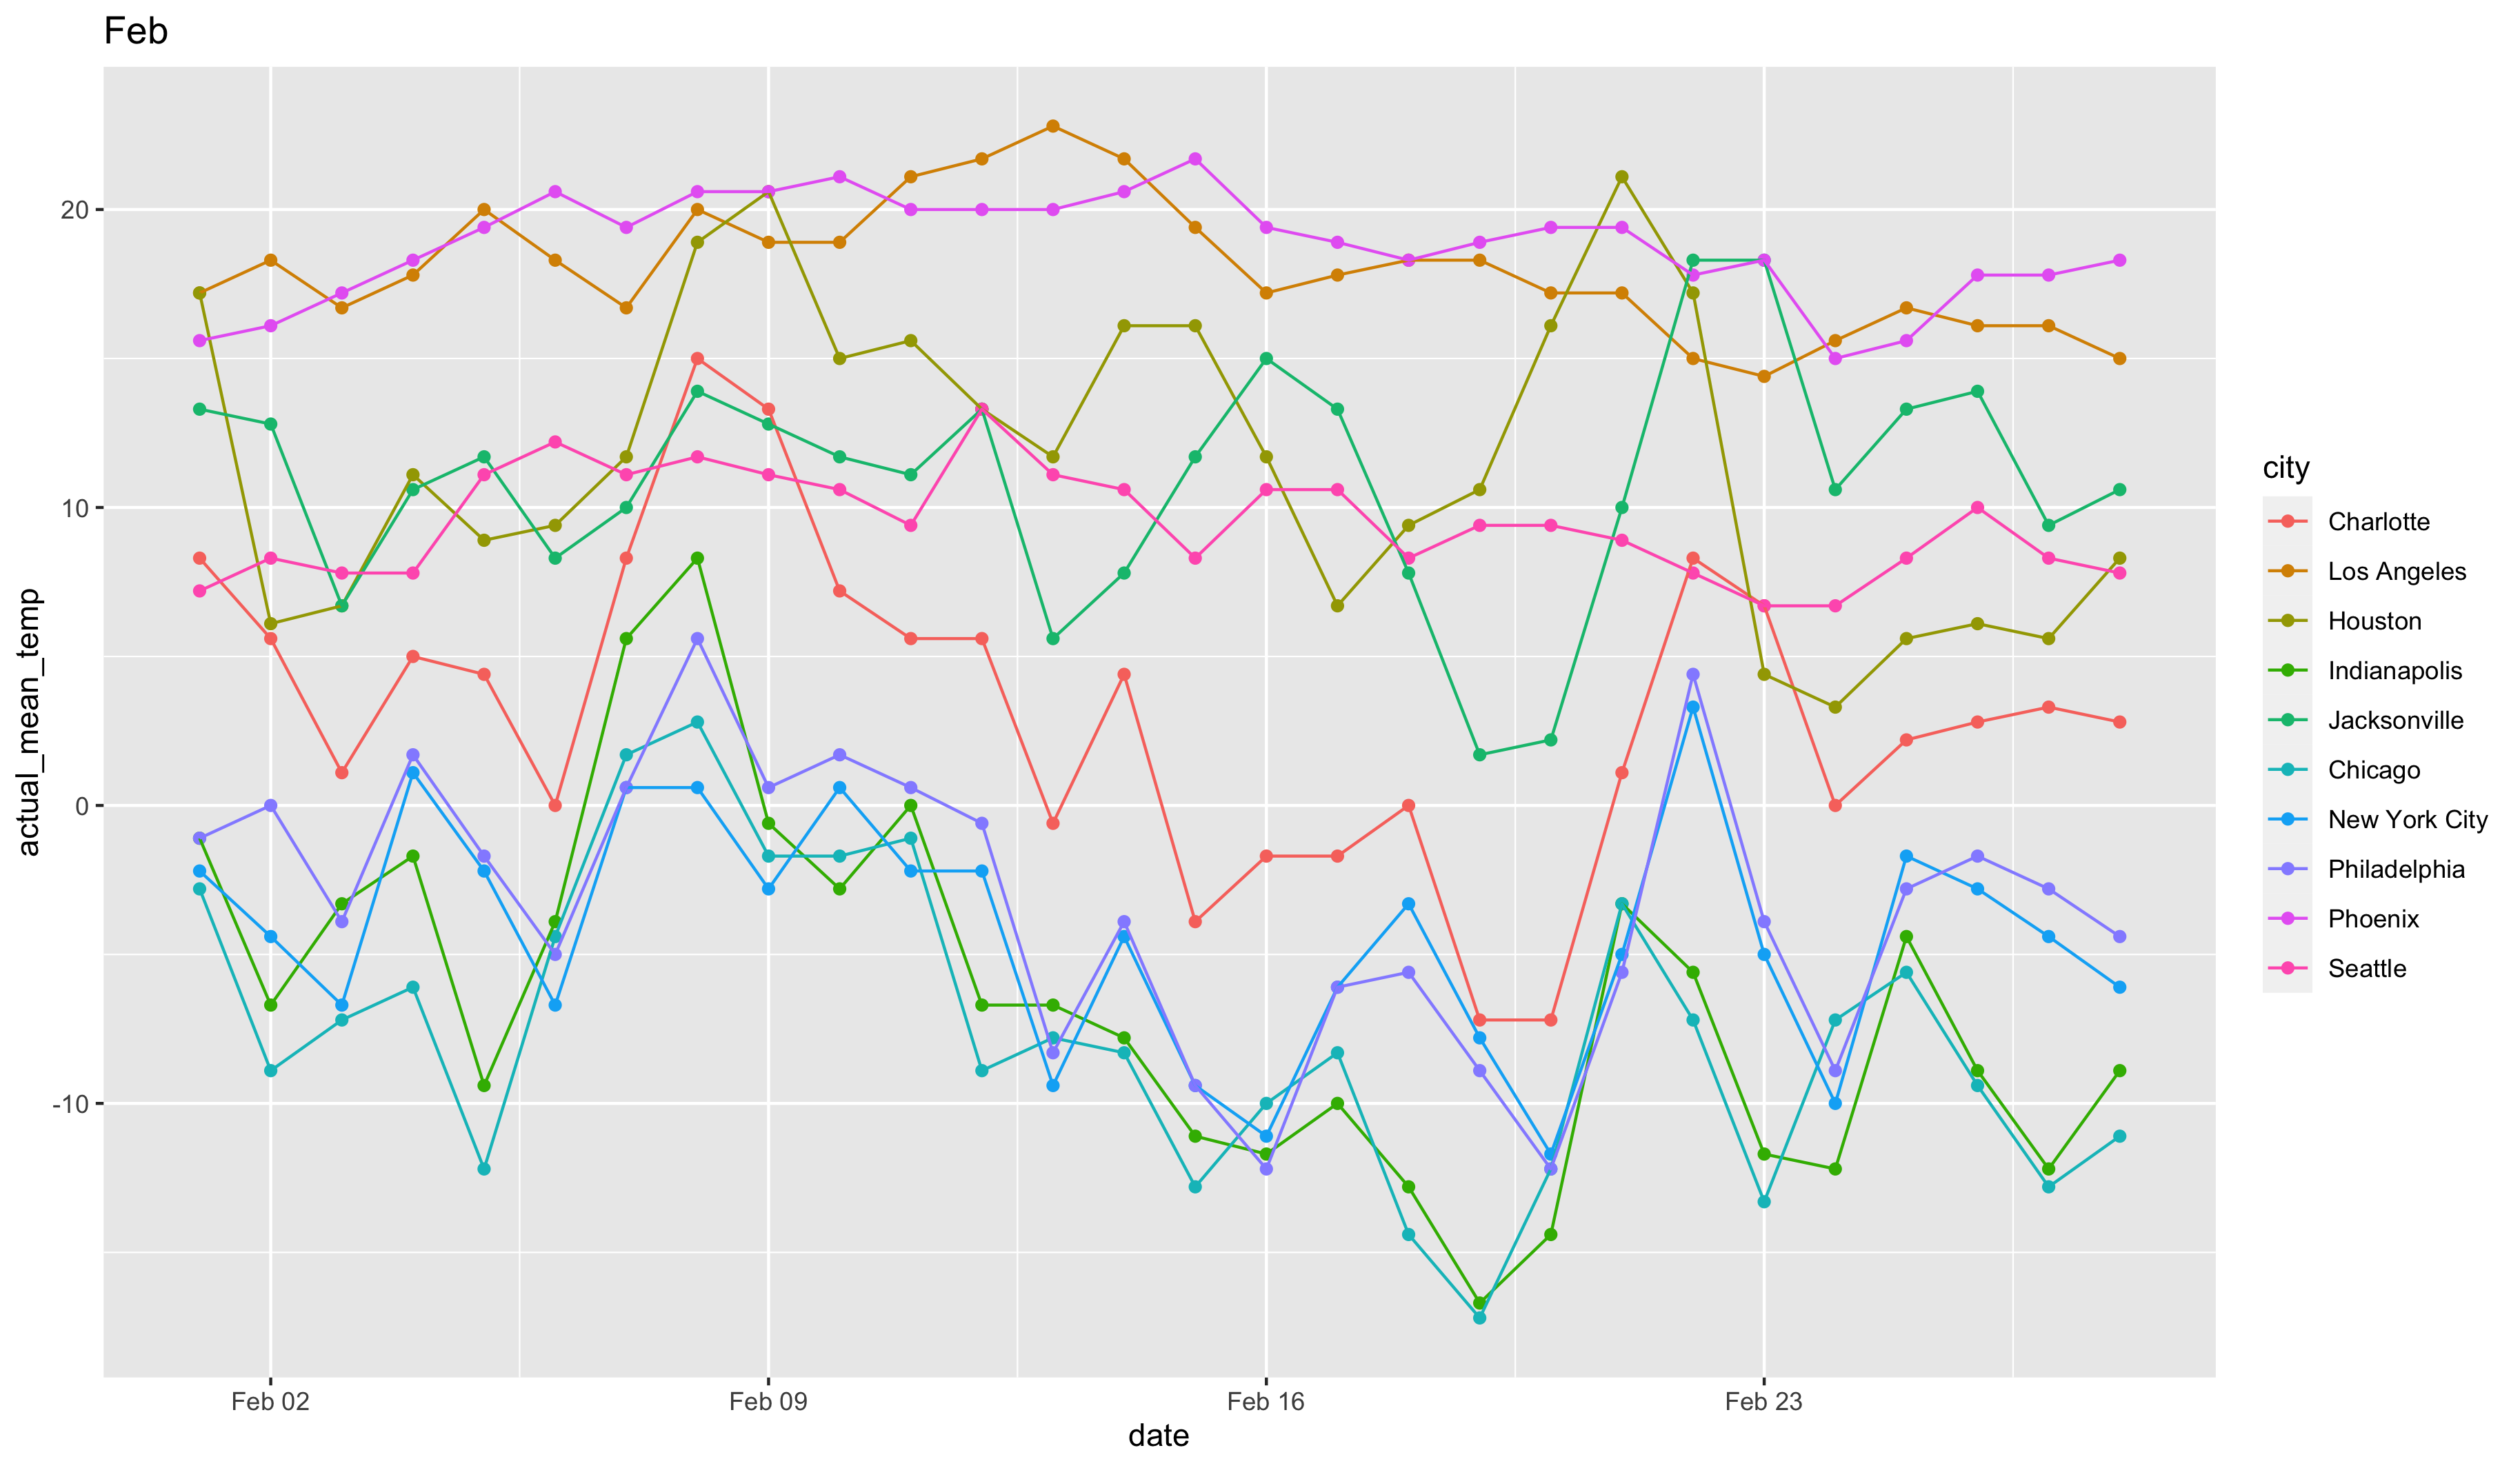 Feb
20
10
0
-10
actual_mean_temp
Feb 02
Feb 09
Feb 16
Feb 23
date
city
Charlotte
Los Angeles
Houston
Indianapolis
Jacksonville
Chicago
New York City
Philadelphia
Phoenix
Seattle